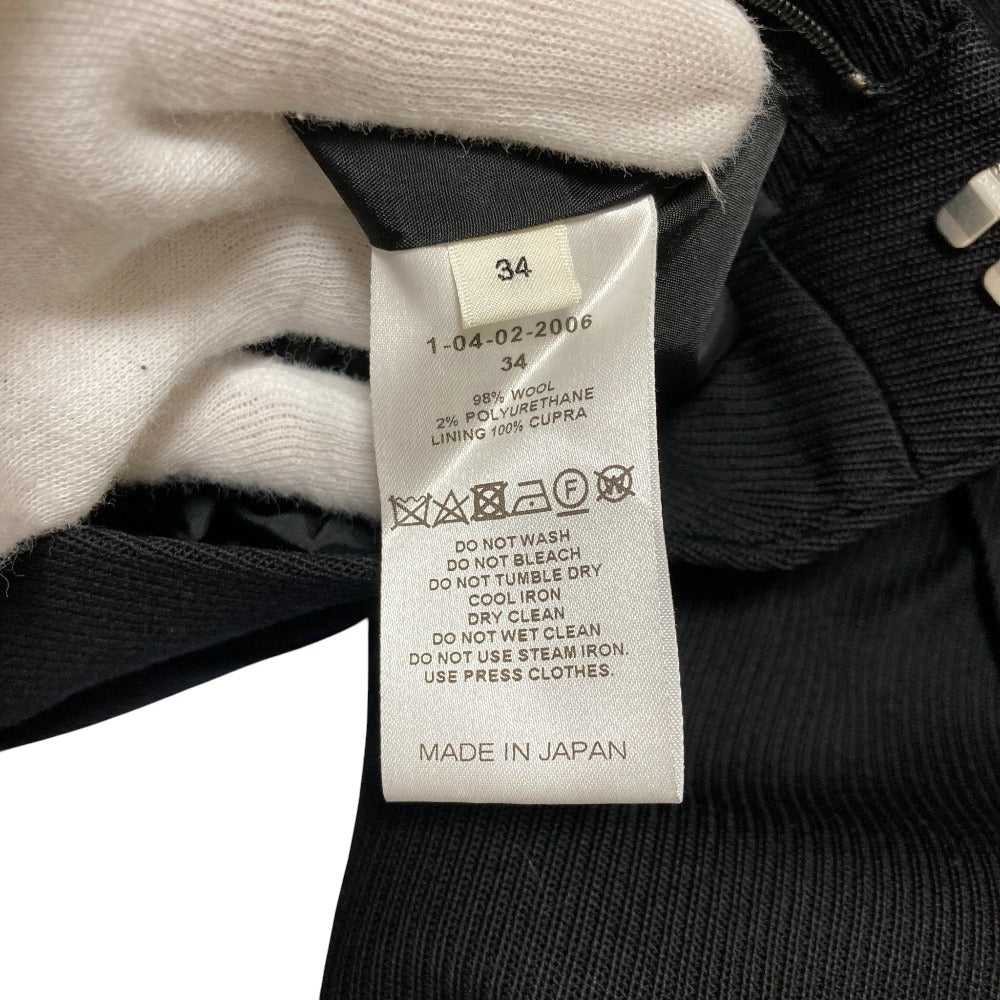 34
1-04-02-2006
34
98% WOOL
2% POLYURETHANE
LINING 100% CUPRA
F W
DO NOT WASH
DO NOT BLEACH
DO NOT TUMBLE DRY
COOL IRON
DRY CLEAN
DO NOT WET CLEAN
DO NOT USE STEAM IRON.
USE PRESS CLOTHES.
MADE IN JAPAN